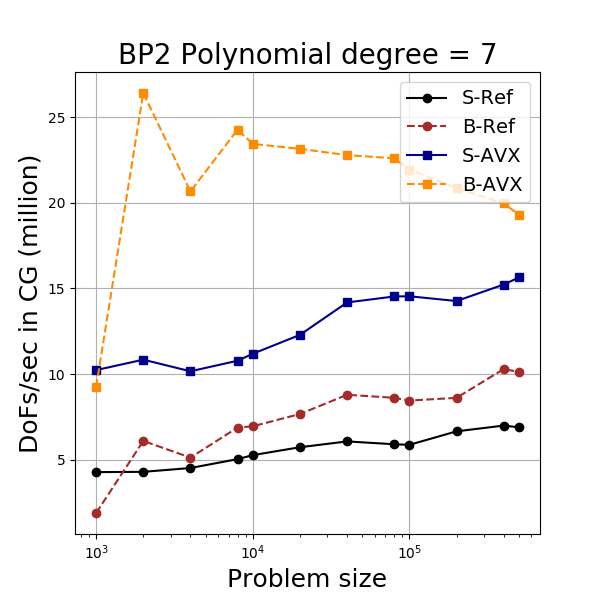 BP2 Polynomial degree = 7
DoFs/sec in CG (million)
25
20
15
10
5
S-Ref
B-Ref
S-AVX
B-AVX
10³
10⁴
10⁵
Problem size